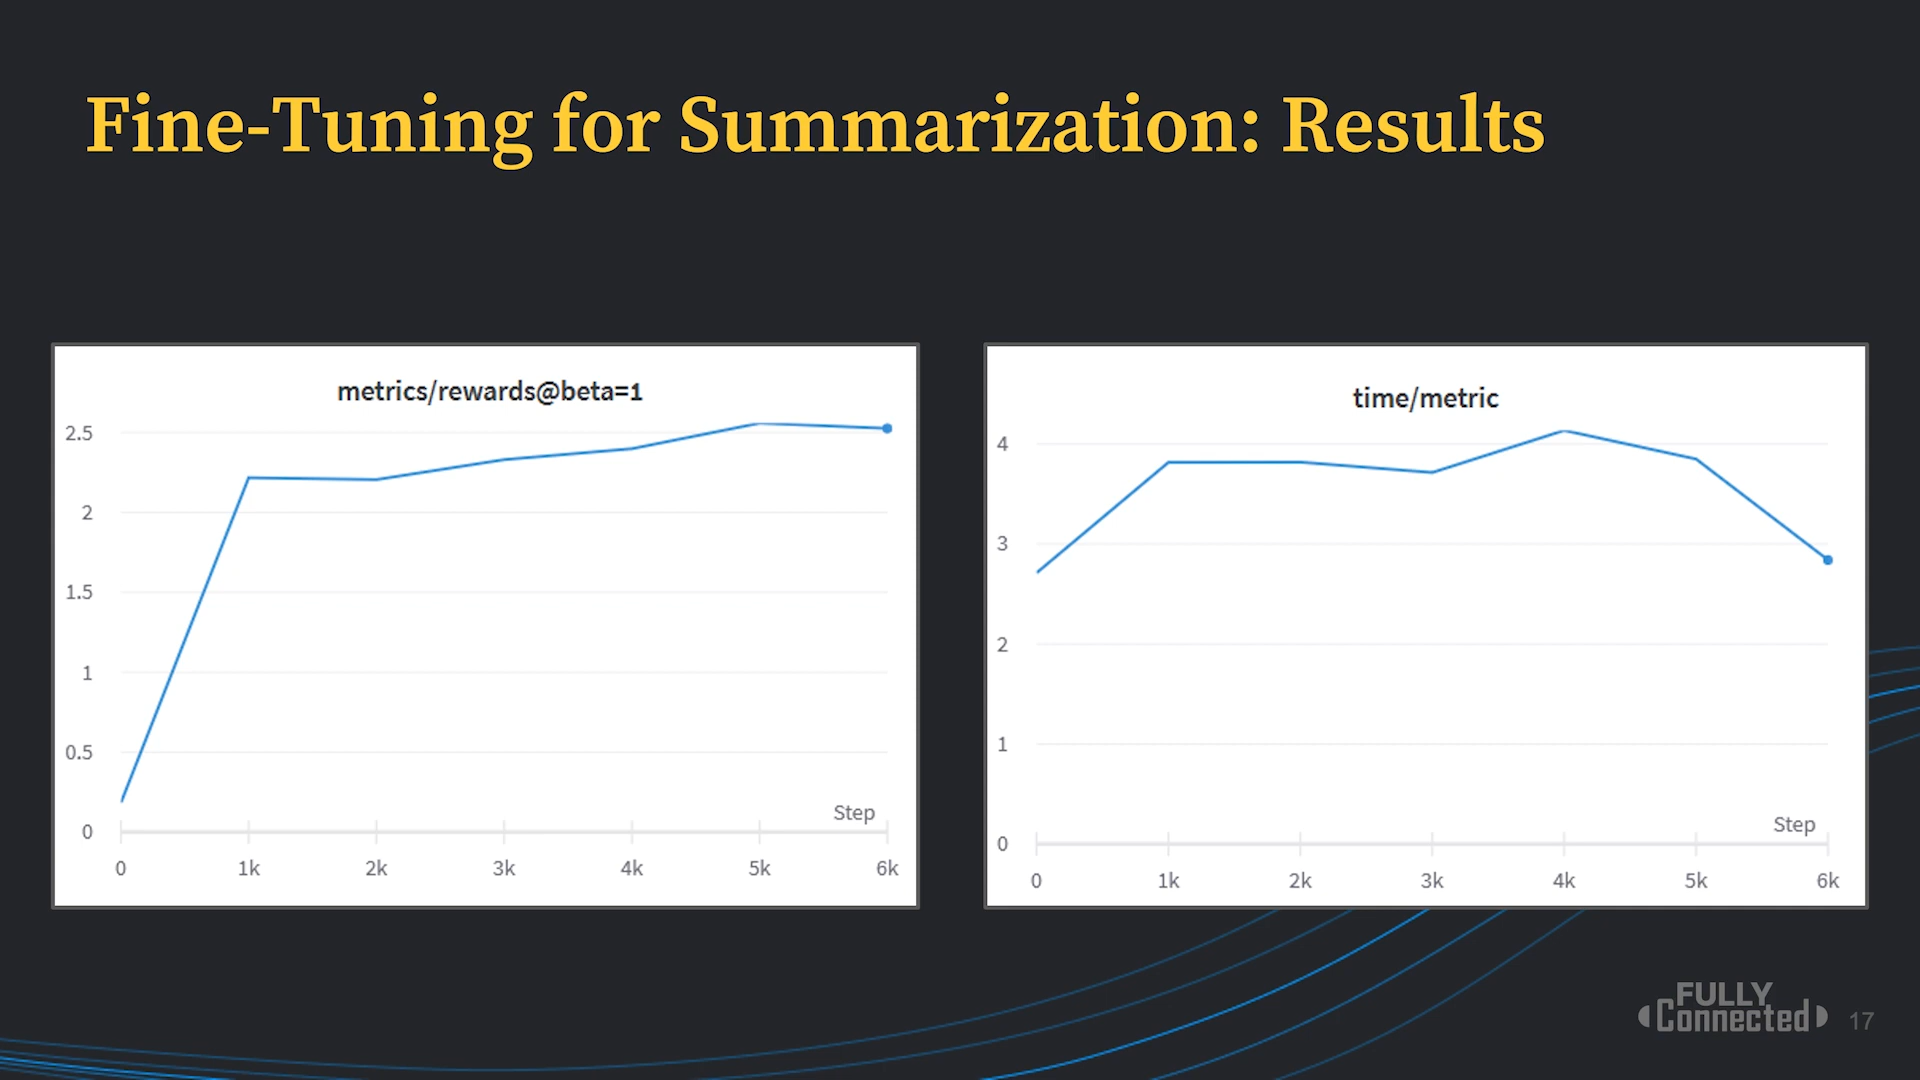 Fine-Tuning for Summarization: Results
metrics/rewards@beta=1
2.5
2
1.5
1
0.5
0
Step
0 1k 2k 3k 4k 5k 6k
time/metric
4
3
2
1
0
Step
0 1k 2k 3k 4k 5k 6k
FULLY
Connected
17